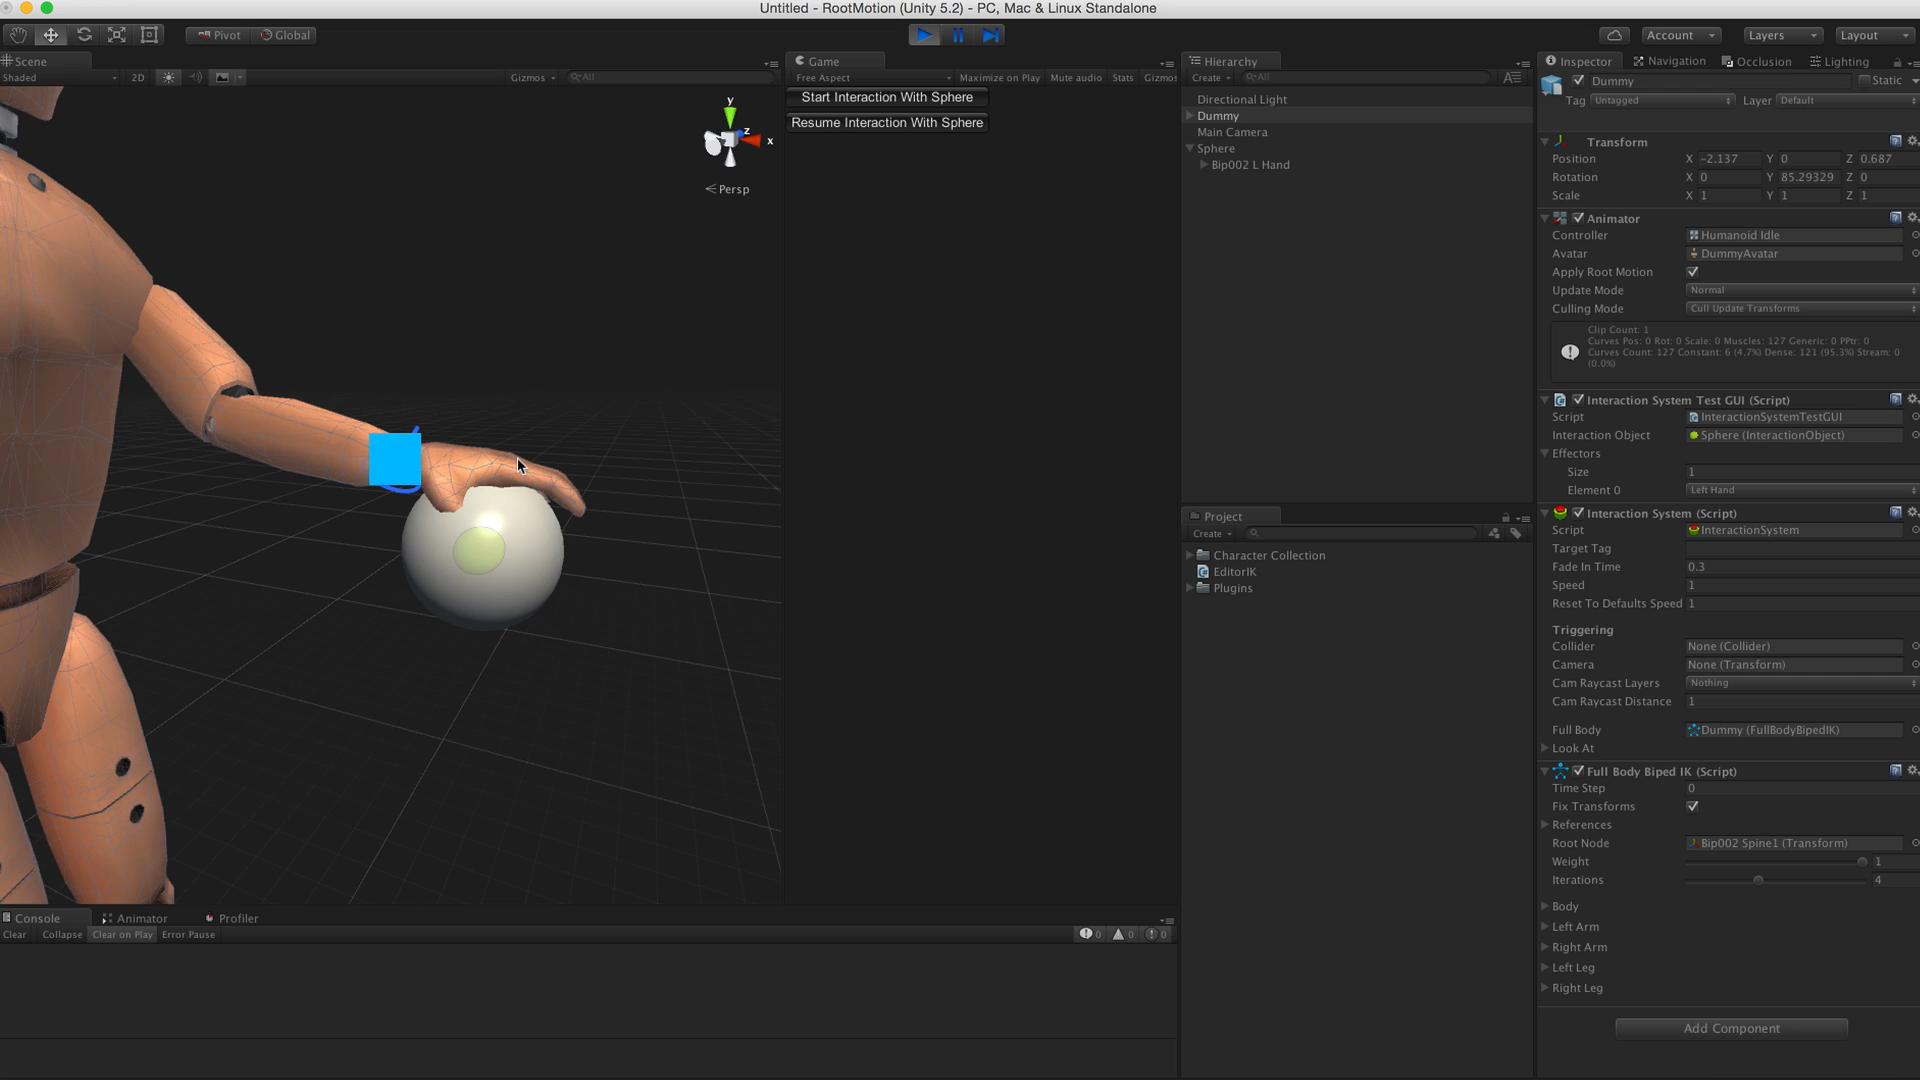 Untitled - RootMotion (Unity 5.2) - PC, Mac & Linux Standalone
Pivot Global Account Layers Layout
Scene
Shaded 2D Gizmos All
y
z
x
Persp
Game
Free Aspect Maximize on Play Mute audio Stats Gizmos
Start Interaction With Sphere
Resume Interaction With Sphere
Hierarchy
Create All
Directional Light
Dummy
Main Camera
Sphere
Bip002 L Hand
Project
Create
Character Collection
EditorIK
Plugins
Console Animator Profiler
Clear Collapse Clear on Play Error Pause 0 0 0
Inspector Navigation Occlusion Lighting
Dummy Static
Tag Untagged Layer Default
Transform
Position X -2.137 Y 0 Z 0.687
Rotation X 0 Y 85.29329 Z 0
Scale X 1 Y 1 Z 1
Animator
Controller Humanoid Idle
Avatar DummyAvatar
Apply Root Motion
Update Mode Normal
Culling Mode Cull Update Transforms
Clip Count: 1
Curves Pos: 0 Rot: 0 Scale: 0 Muscles: 127 Generic: 0 PPtr: 0
Curves Count: 127 Constant: 6 (4.7%) Dense: 121 (95.3%) Stream: 0
(0.0%)
Interaction System Test GUI (Script)
Script InteractionSystemTestGUI
Interaction Object Sphere (InteractionObject)
Effectors
Size 1
Element 0 Left Hand
Interaction System (Script)
Script InteractionSystem
Target Tag
Fade In Time 0.3
Speed 1
Reset To Defaults Speed 1
Triggering
Collider None (Collider)
Camera None (Transform)
Cam Raycast Layers Nothing
Cam Raycast Distance 1
Full Body Dummy (FullBodyBipedIK)
Look At
Full Body Biped IK (Script)
Time Step 0
Fix Transforms
References
Root Node Bip002 Spine1 (Transform)
Weight 1
Iterations 4
Body
Left Arm
Right Arm
Left Leg
Right Leg
Add Component